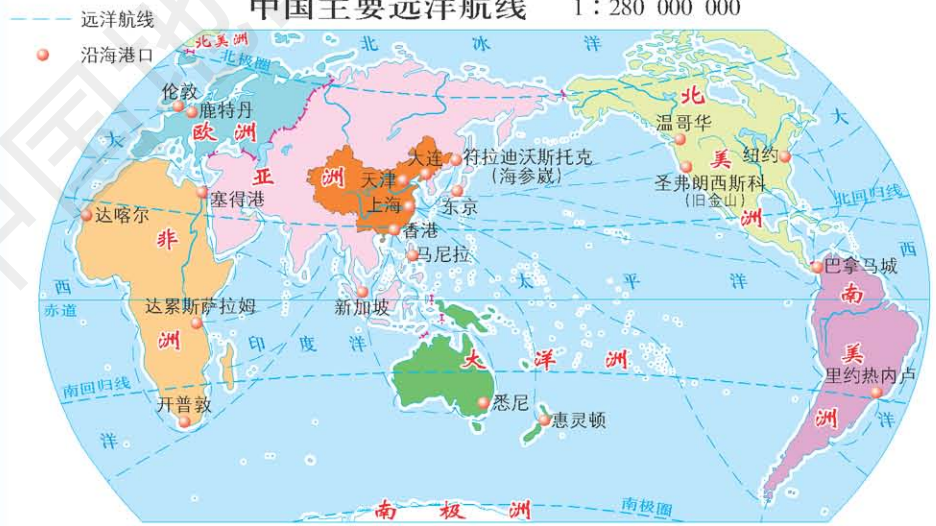 中国主要远洋航线 1：280 000 000
远洋航线
沿海港口
北美洲
北极圈
北 冰 洋
伦敦
鹿特丹
欧 洲
大
亚 洲
塞得港
达喀尔
非
洲
西
赤道
达累斯萨拉姆
印 度 洋
南回归线
开普敦
洋
大连
天津
上海
香港
符拉迪沃斯托克
(海参崴)
东京
马尼拉
新加坡
太 平 洋
大 洋 洲
悉尼
惠灵顿
北
美
洲
温哥华
纽约
圣弗朗西斯科
(旧金山)
大
北回归线
西
巴拿马城
南
美
洲
里约热内卢
洋
南 极 洲
南极圈